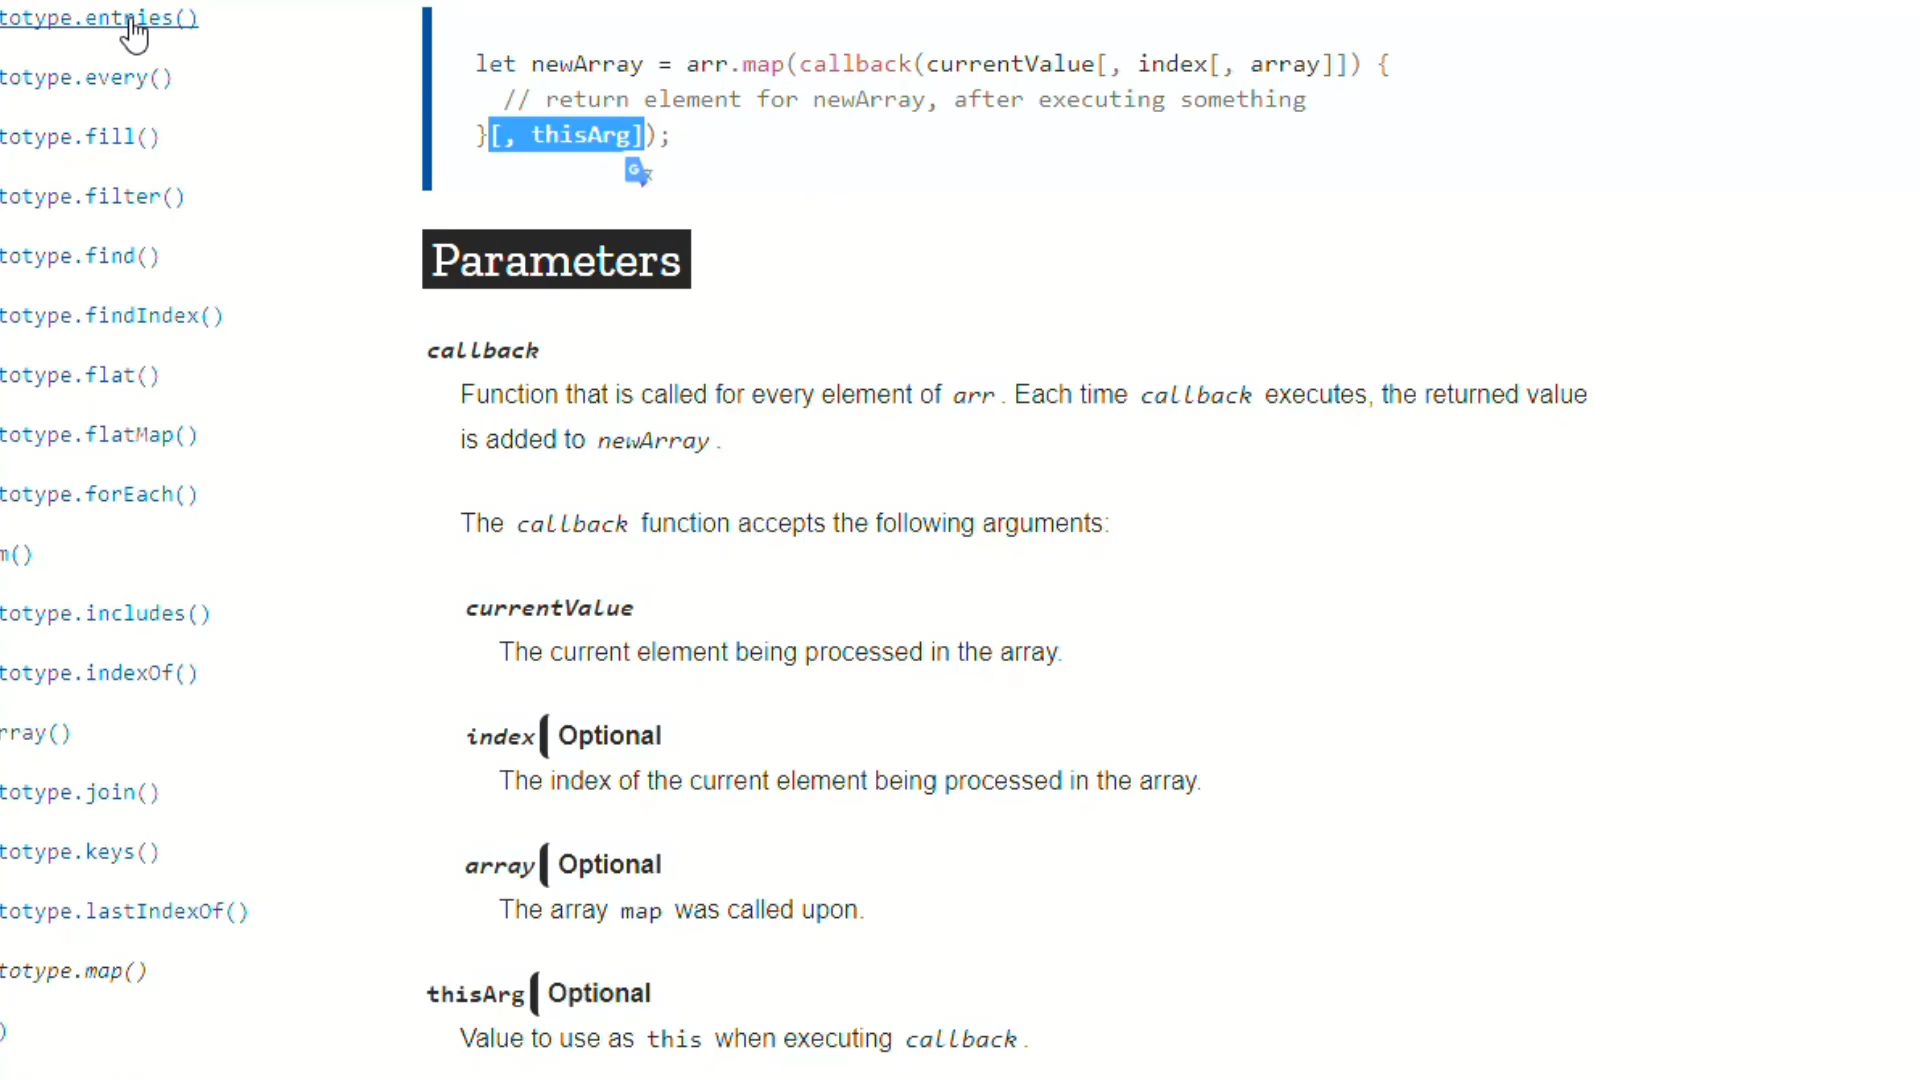 totype.entries()
totype.every()
totype.fill()
totype.filter()
totype.find()
totype.findIndex()
totype.flat()
totype.flatMap()
totype.forEach()
m()
totype.includes()
totype.indexOf()
rray()
totype.join()
totype.keys()
totype.lastIndexOf()
totype.map()
)
let newArray = arr.map(callback(currentValue[, index[, array]]) {
// return element for newArray, after executing something
}[, thisArg]);
G
Parameters
callback
Function that is called for every element of arr. Each time callback executes, the returned value
is added to newArray.
The callback function accepts the following arguments:
currentValue
The current element being processed in the array.
index Optional
The index of the current element being processed in the array.
array Optional
The array map was called upon.
thisArg Optional
Value to use as this when executing callback.